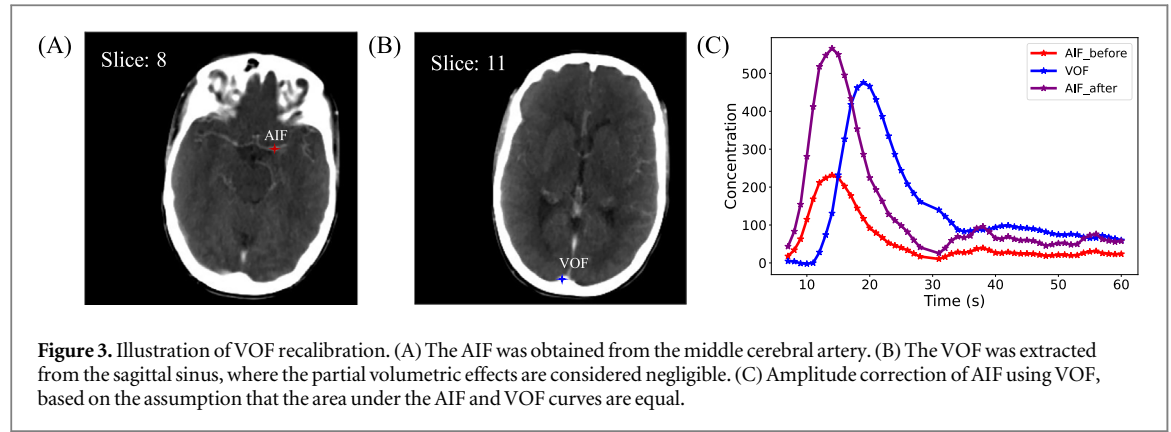 (A)
Slice: 8
AIF
(B)
Slice: 11
VOF
(C)
AIF_before
VOF
AIF_after
Concentration
500
400
300
200
100
0
10
20
30
40
50
60
Time (s)
Figure 3. Illustration of VOF recalibration. (A) The AIF was obtained from the middle cerebral artery. (B) The VOF was extracted
from the sagittal sinus, where the partial volumetric effects are considered negligible. (C) Amplitude correction of AIF using VOF,
based on the assumption that the area under the AIF and VOF curves are equal.